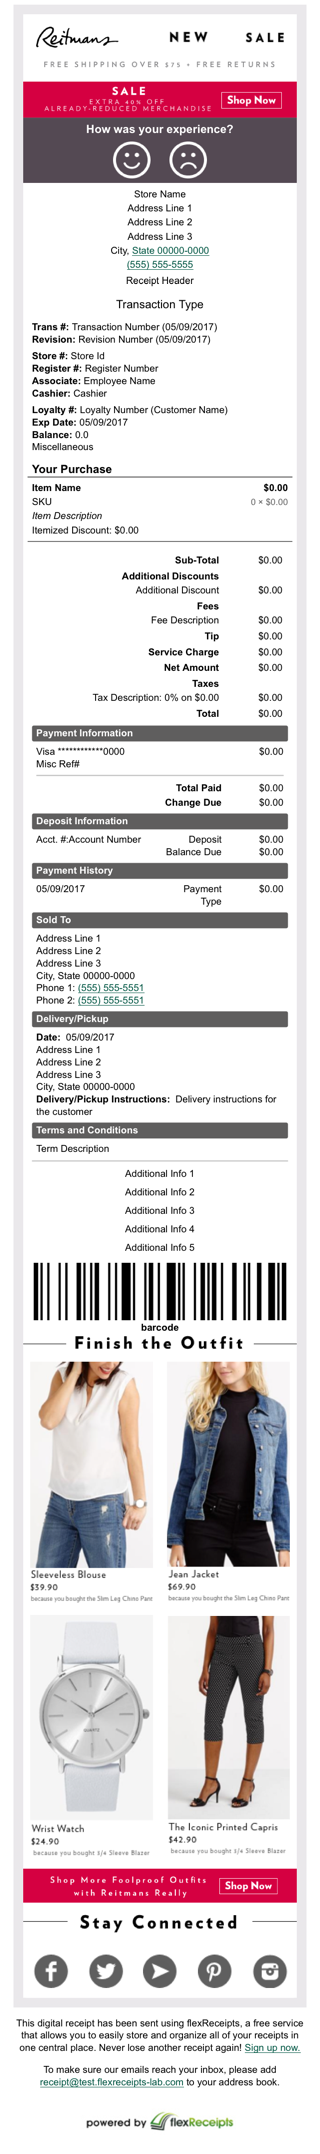 Reitmans NEW SALE
FREE SHIPPING OVER $75 + FREE RETURNS
SALE
EXTRA 40% OFF
ALREADY-REDUCED MERCHANDISE
Shop Now
How was your experience?
Store Name
Address Line 1
Address Line 2
Address Line 3
City, State 00000-0000
(555) 555-5555
Receipt Header
Transaction Type
Trans #: Transaction Number (05/09/2017)
Revision: Revision Number (05/09/2017)
Store #: Store Id
Register #: Register Number
Associate: Employee Name
Cashier: Cashier
Loyalty #: Loyalty Number (Customer Name)
Exp Date: 05/09/2017
Balance: 0.0
Miscellaneous
Your Purchase
Item Name $0.00
SKU 0 × $0.00
Item Description
Itemized Discount: $0.00
Sub-Total $0.00
Additional Discounts
Additional Discount $0.00
Fees
Fee Description $0.00
Tip $0.00
Service Charge $0.00
Net Amount $0.00
Taxes
Tax Description: 0% on $0.00 $0.00
Total $0.00
Payment Information
Visa ************0000 $0.00
Misc Ref#
Total Paid $0.00
Change Due $0.00
Deposit Information
Acct. #:Account Number Deposit $0.00
Balance Due $0.00
Payment History
05/09/2017 Payment $0.00
Type
Sold To
Address Line 1
Address Line 2
Address Line 3
City, State 00000-0000
Phone 1: (555) 555-5551
Phone 2: (555) 555-5551
Delivery/Pickup
Date: 05/09/2017
Address Line 1
Address Line 2
Address Line 3
City, State 00000-0000
Delivery/Pickup Instructions: Delivery instructions for
the customer
Terms and Conditions
Term Description
Additional Info 1
Additional Info 2
Additional Info 3
Additional Info 4
Additional Info 5
barcode
Finish the Outfit
Sleeveless Blouse
$39.90
because you bought the Slim Leg Chino Pant
Jean Jacket
$69.90
because you bought the Slim Leg Chino Pant
QUARTZ
Wrist Watch
$24.90
because you bought 3/4 Sleeve Blazer
The Iconic Printed Capris
$42.90
because you bought 3/4 Sleeve Blazer
Shop More Foolproof Outfits
with Reitmans Really
Shop Now
Stay Connected
This digital receipt has been sent using flexReceipts, a free service
that allows you to easily store and organize all of your receipts in
one central place. Never lose another receipt again! Sign up now.
To make sure our emails reach your inbox, please add
receipt@test.flexreceipts-lab.com to your address book.
powered by flexReceipts